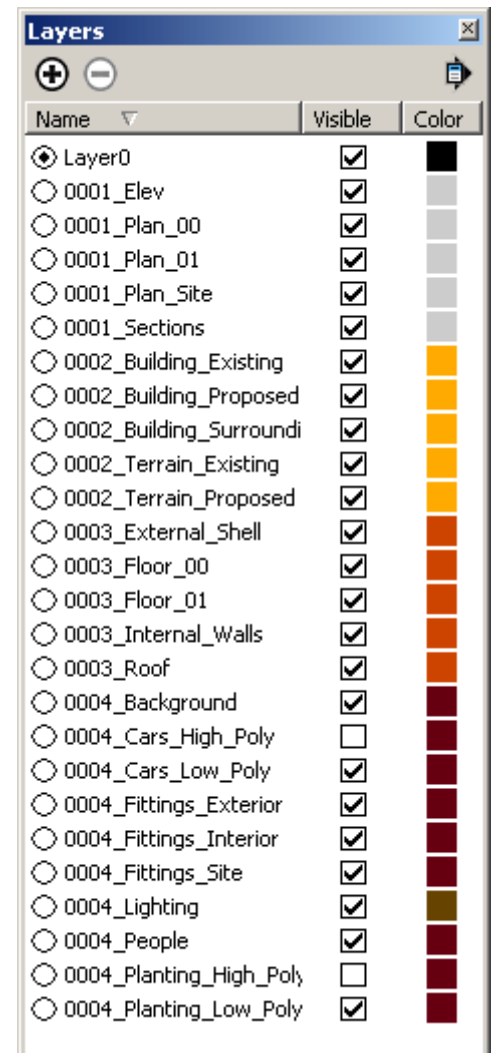 Layers
Name Visible Color
Layer0
0001_Elev
0001_Plan_00
0001_Plan_01
0001_Plan_Site
0001_Sections
0002_Building_Existing
0002_Building_Proposed
0002_Building_Surroundi
0002_Terrain_Existing
0002_Terrain_Proposed
0003_External_Shell
0003_Floor_00
0003_Floor_01
0003_Internal_Walls
0003_Roof
0004_Background
0004_Cars_High_Poly
0004_Cars_Low_Poly
0004_Fittings_Exterior
0004_Fittings_Interior
0004_Fittings_Site
0004_Lighting
0004_People
0004_Planting_High_Poly
0004_Planting_Low_Poly